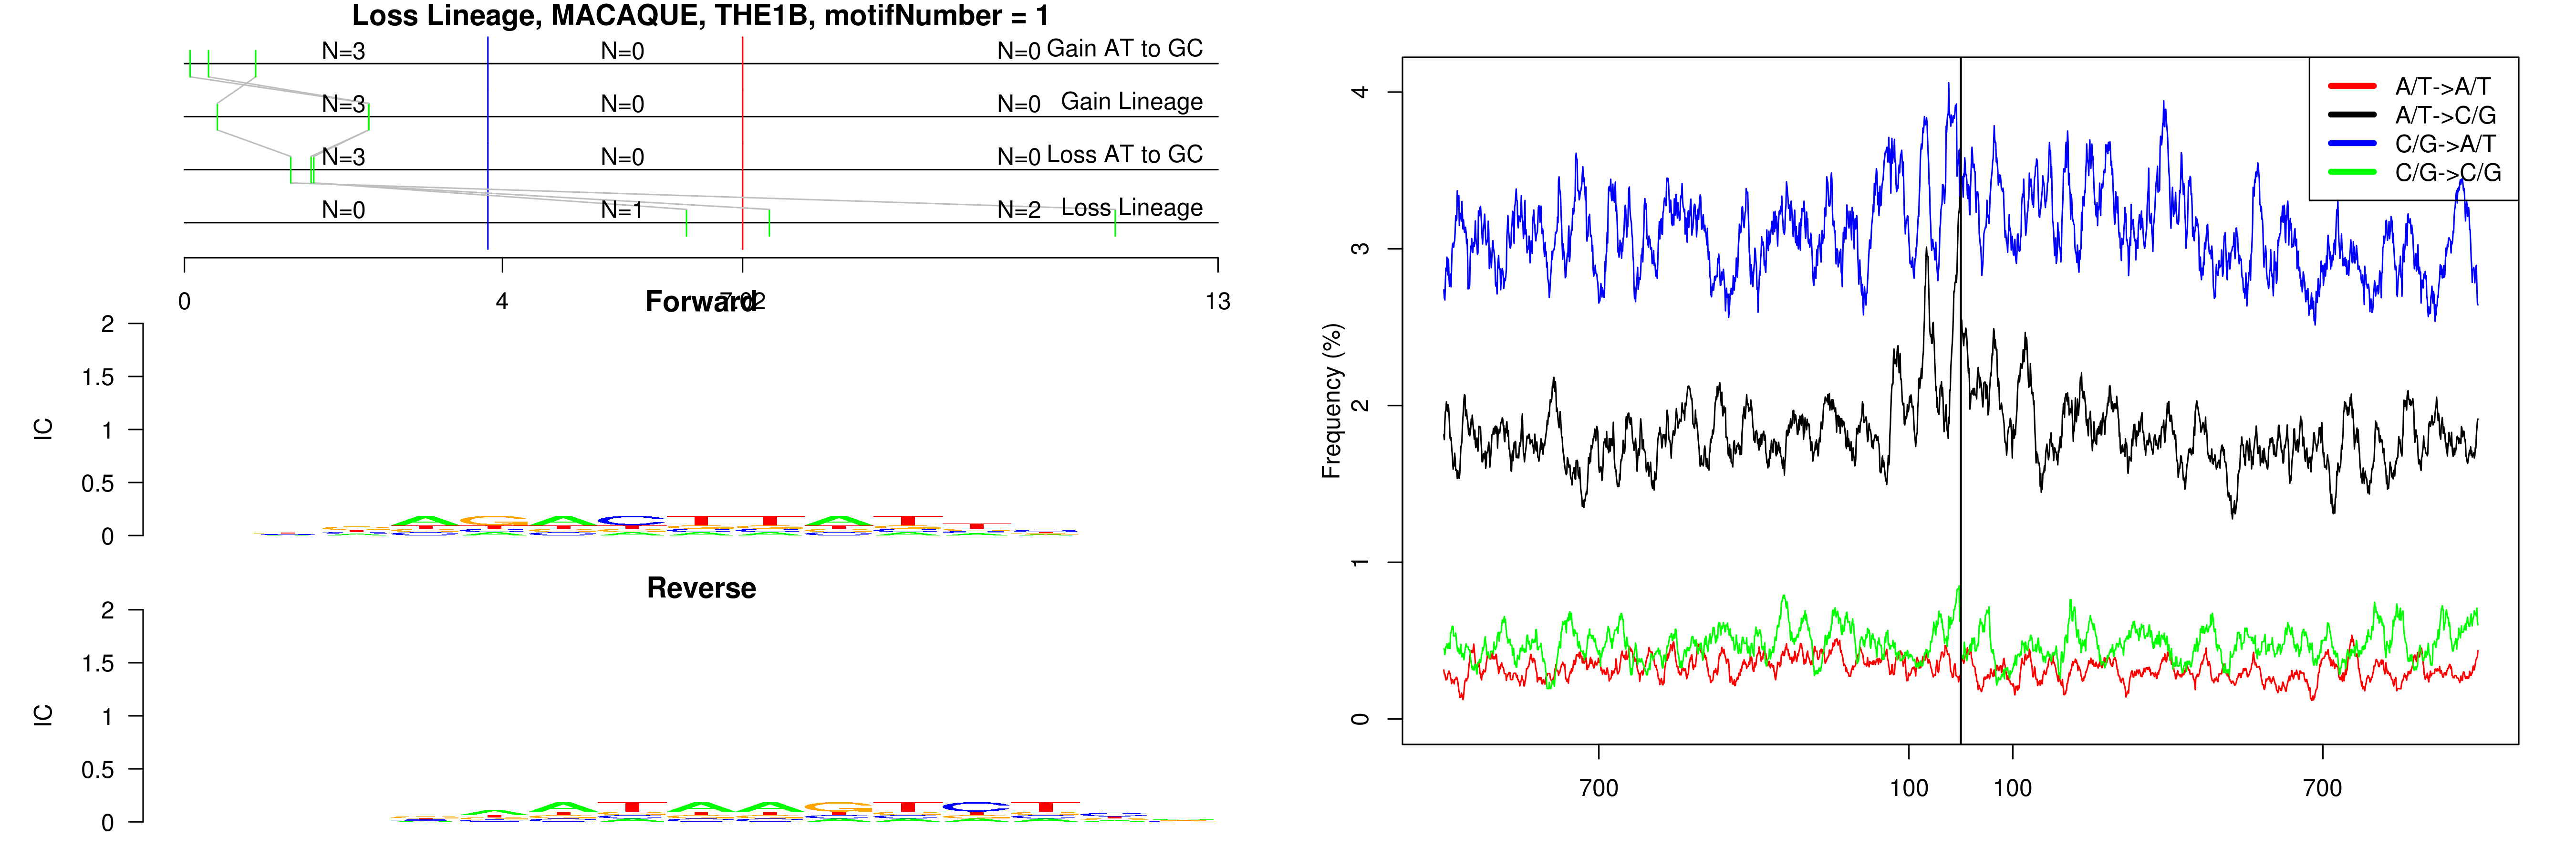 Loss Lineage, MACAQUE, THE1B, motifNumber = 1
N=3 N=0 N=0 Gain AT to GC
N=3 N=0 N=0 Gain Lineage
N=3 N=0 N=0 Loss AT to GC
N=0 N=1 N=2 Loss Lineage
0 4 7.02 13
Forward
2
1.5
1
0.5
0
IC
AGACTTATT
Reverse
2
1.5
1
0.5
0
IC
AATAAGTCT
4
3
2
1
0
Frequency (%)
A/T->A/T
A/T->C/G
C/G->A/T
C/G->C/G
700 100 100 700